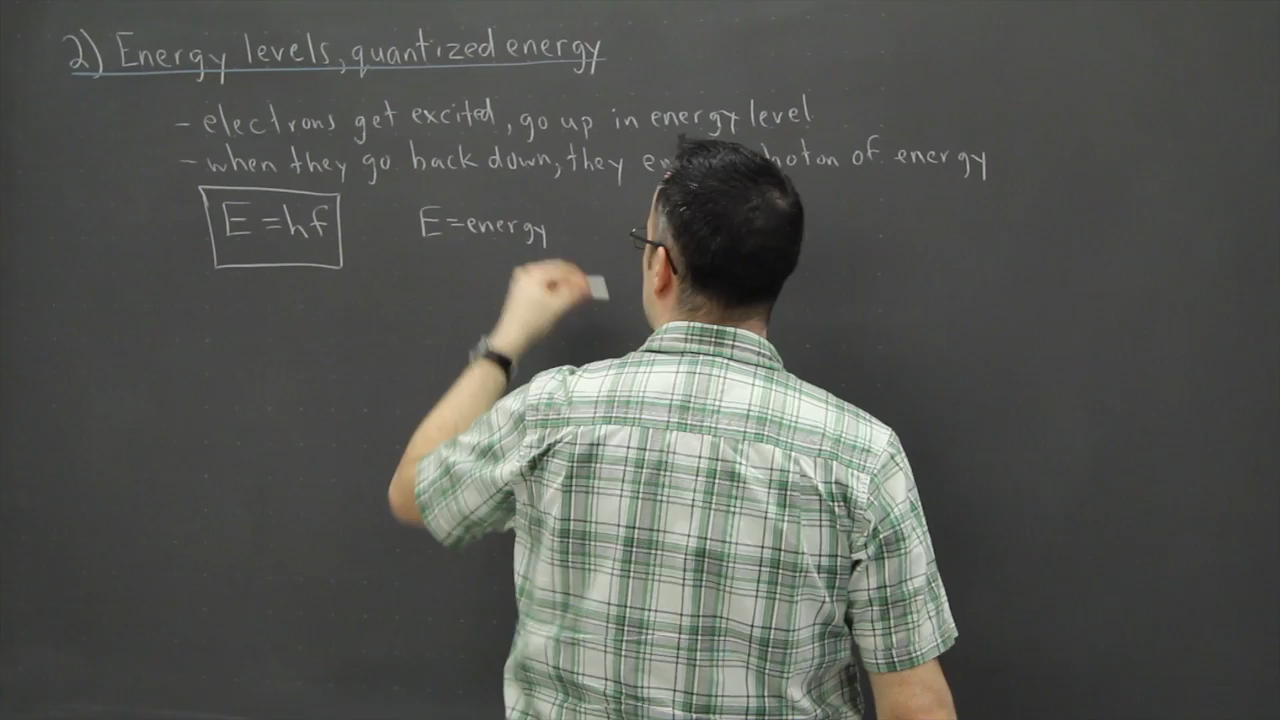 2) Energy levels, quantized energy
- electrons get excited, go up in energy level
- when they go back down, they of energy
E=hf E=energy